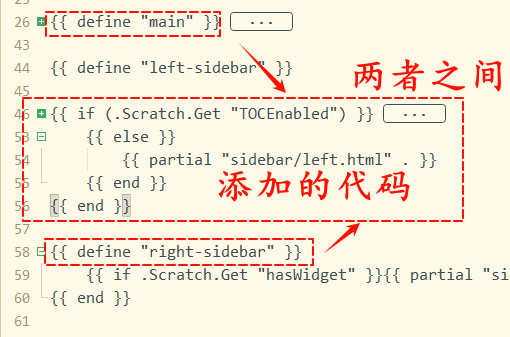 25
26 {{ define "main" }} ...
43
44 {{ define "left-sidebar" }}
两者之间
46 {{ if (.Scratch.Get "TOCEnabled") }} ...
53 {{ else }}
54 {{ partial "sidebar/left.html" . }}
55 {{ end }}
添加的代码
56 {{ end }}
57
58 {{ define "right-sidebar" }}
59 {{ if .Scratch.Get "hasWidget" }}{{ partial "si
60 {{ end }}
61